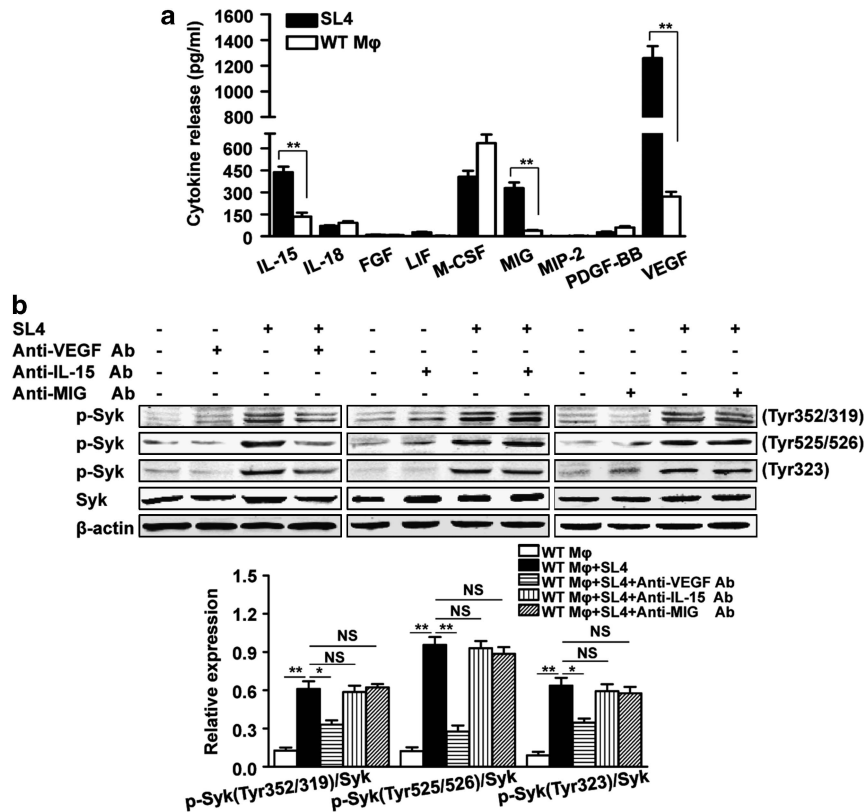 a
SL4
WT Mφ
Cytokine release (pg/ml)
1600
1400
1200
1000
800
600
450
300
150
0
**
**
**
IL-15 IL-18 FGF LIF M-CSF MIG MIP-2 PDGF-BB VEGF
b
SL4 - - + + - - + + - - + +
Anti-VEGF Ab - + - + - - - - - - - -
Anti-IL-15 Ab - - - - - + - + - - - -
Anti-MIG Ab - - - - - - - - - + - +
p-Syk (Tyr352/319)
p-Syk (Tyr525/526)
p-Syk (Tyr323)
Syk
β-actin
WT Mφ
WT Mφ+SL4
WT Mφ+SL4+Anti-VEGF Ab
WT Mφ+SL4+Anti-IL-15 Ab
WT Mφ+SL4+Anti-MIG Ab
Relative expression
1.5
1.2
0.9
0.6
0.3
0.0
NS
NS
** *
NS
NS
** **
NS
NS
** *
p-Syk(Tyr352/319)/Syk
p-Syk(Tyr525/526)/Syk
p-Syk(Tyr323)/Syk